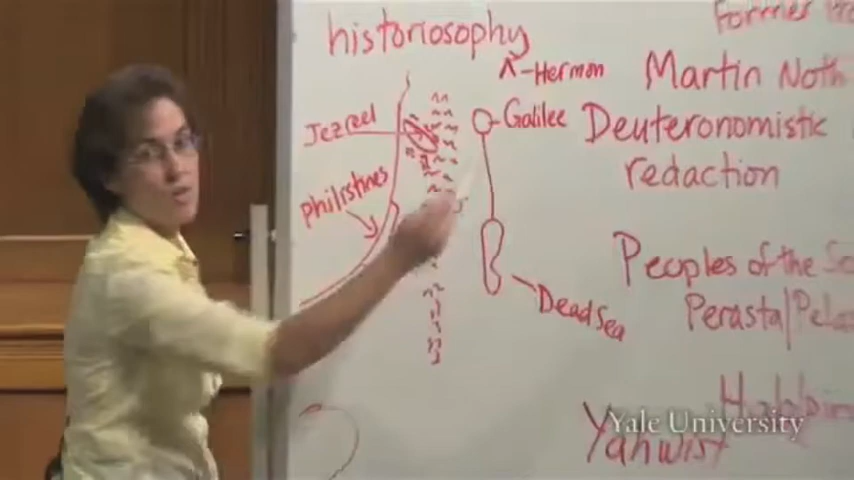 historiosophy
Former
Hermon
Martin Noth
Jezreel
Galilee
Deuteronomistic
redaction
philistines
Peoples of the
Dead Sea
Perasta/
Yahwist
Yale University